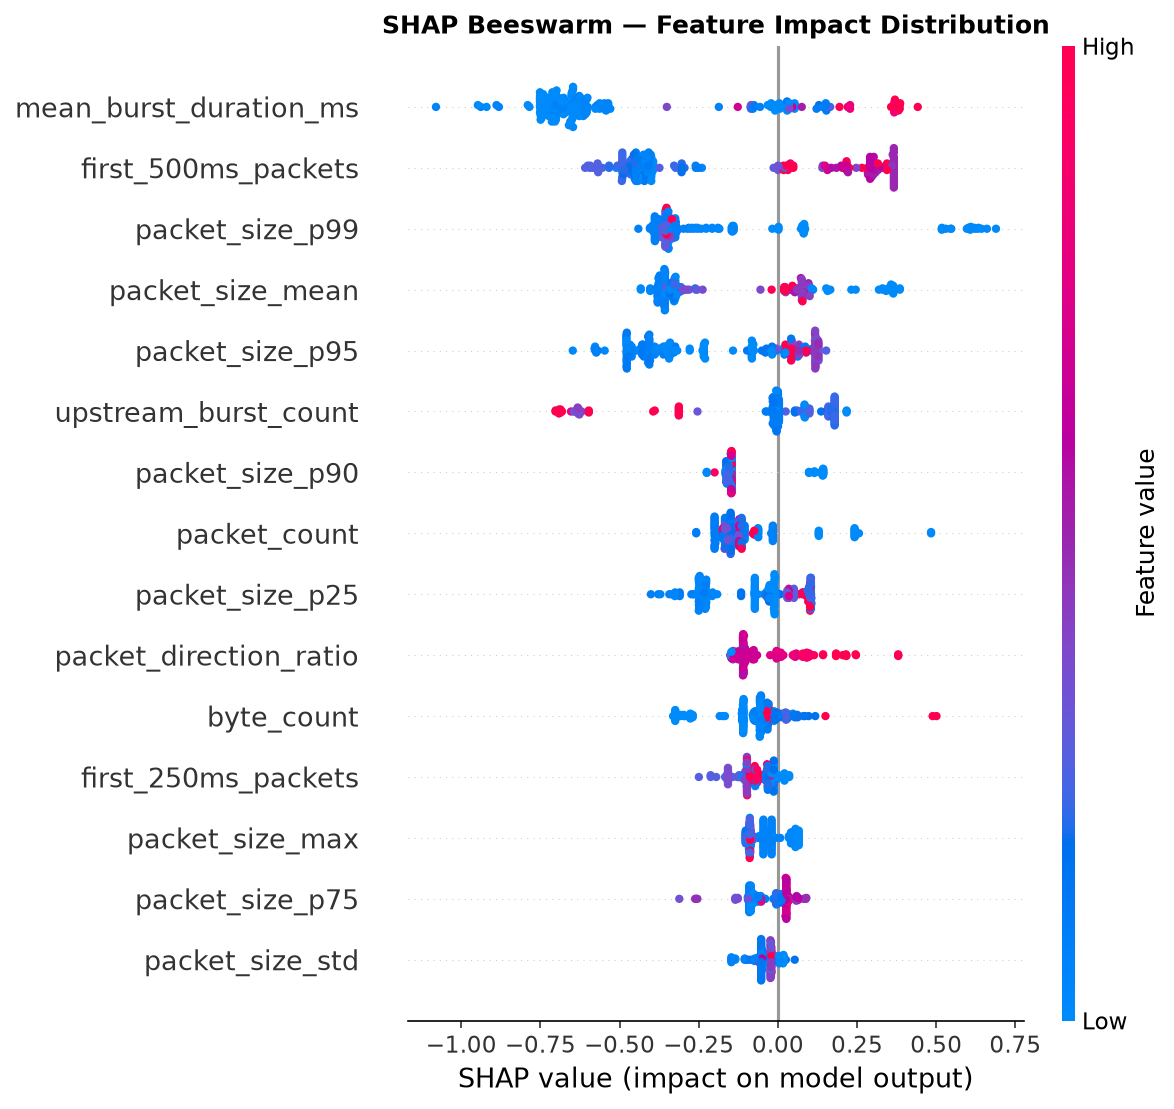 SHAP Beeswarm — Feature Impact Distribution
High
mean_burst_duration_ms
first_500ms_packets
packet_size_p99
packet_size_mean
packet_size_p95
upstream_burst_count
packet_size_p90
packet_count
packet_size_p25
packet_direction_ratio
byte_count
first_250ms_packets
packet_size_max
packet_size_p75
packet_size_std
Feature value
Low
−1.00 −0.75 −0.50 −0.25 0.00 0.25 0.50 0.75
SHAP value (impact on model output)